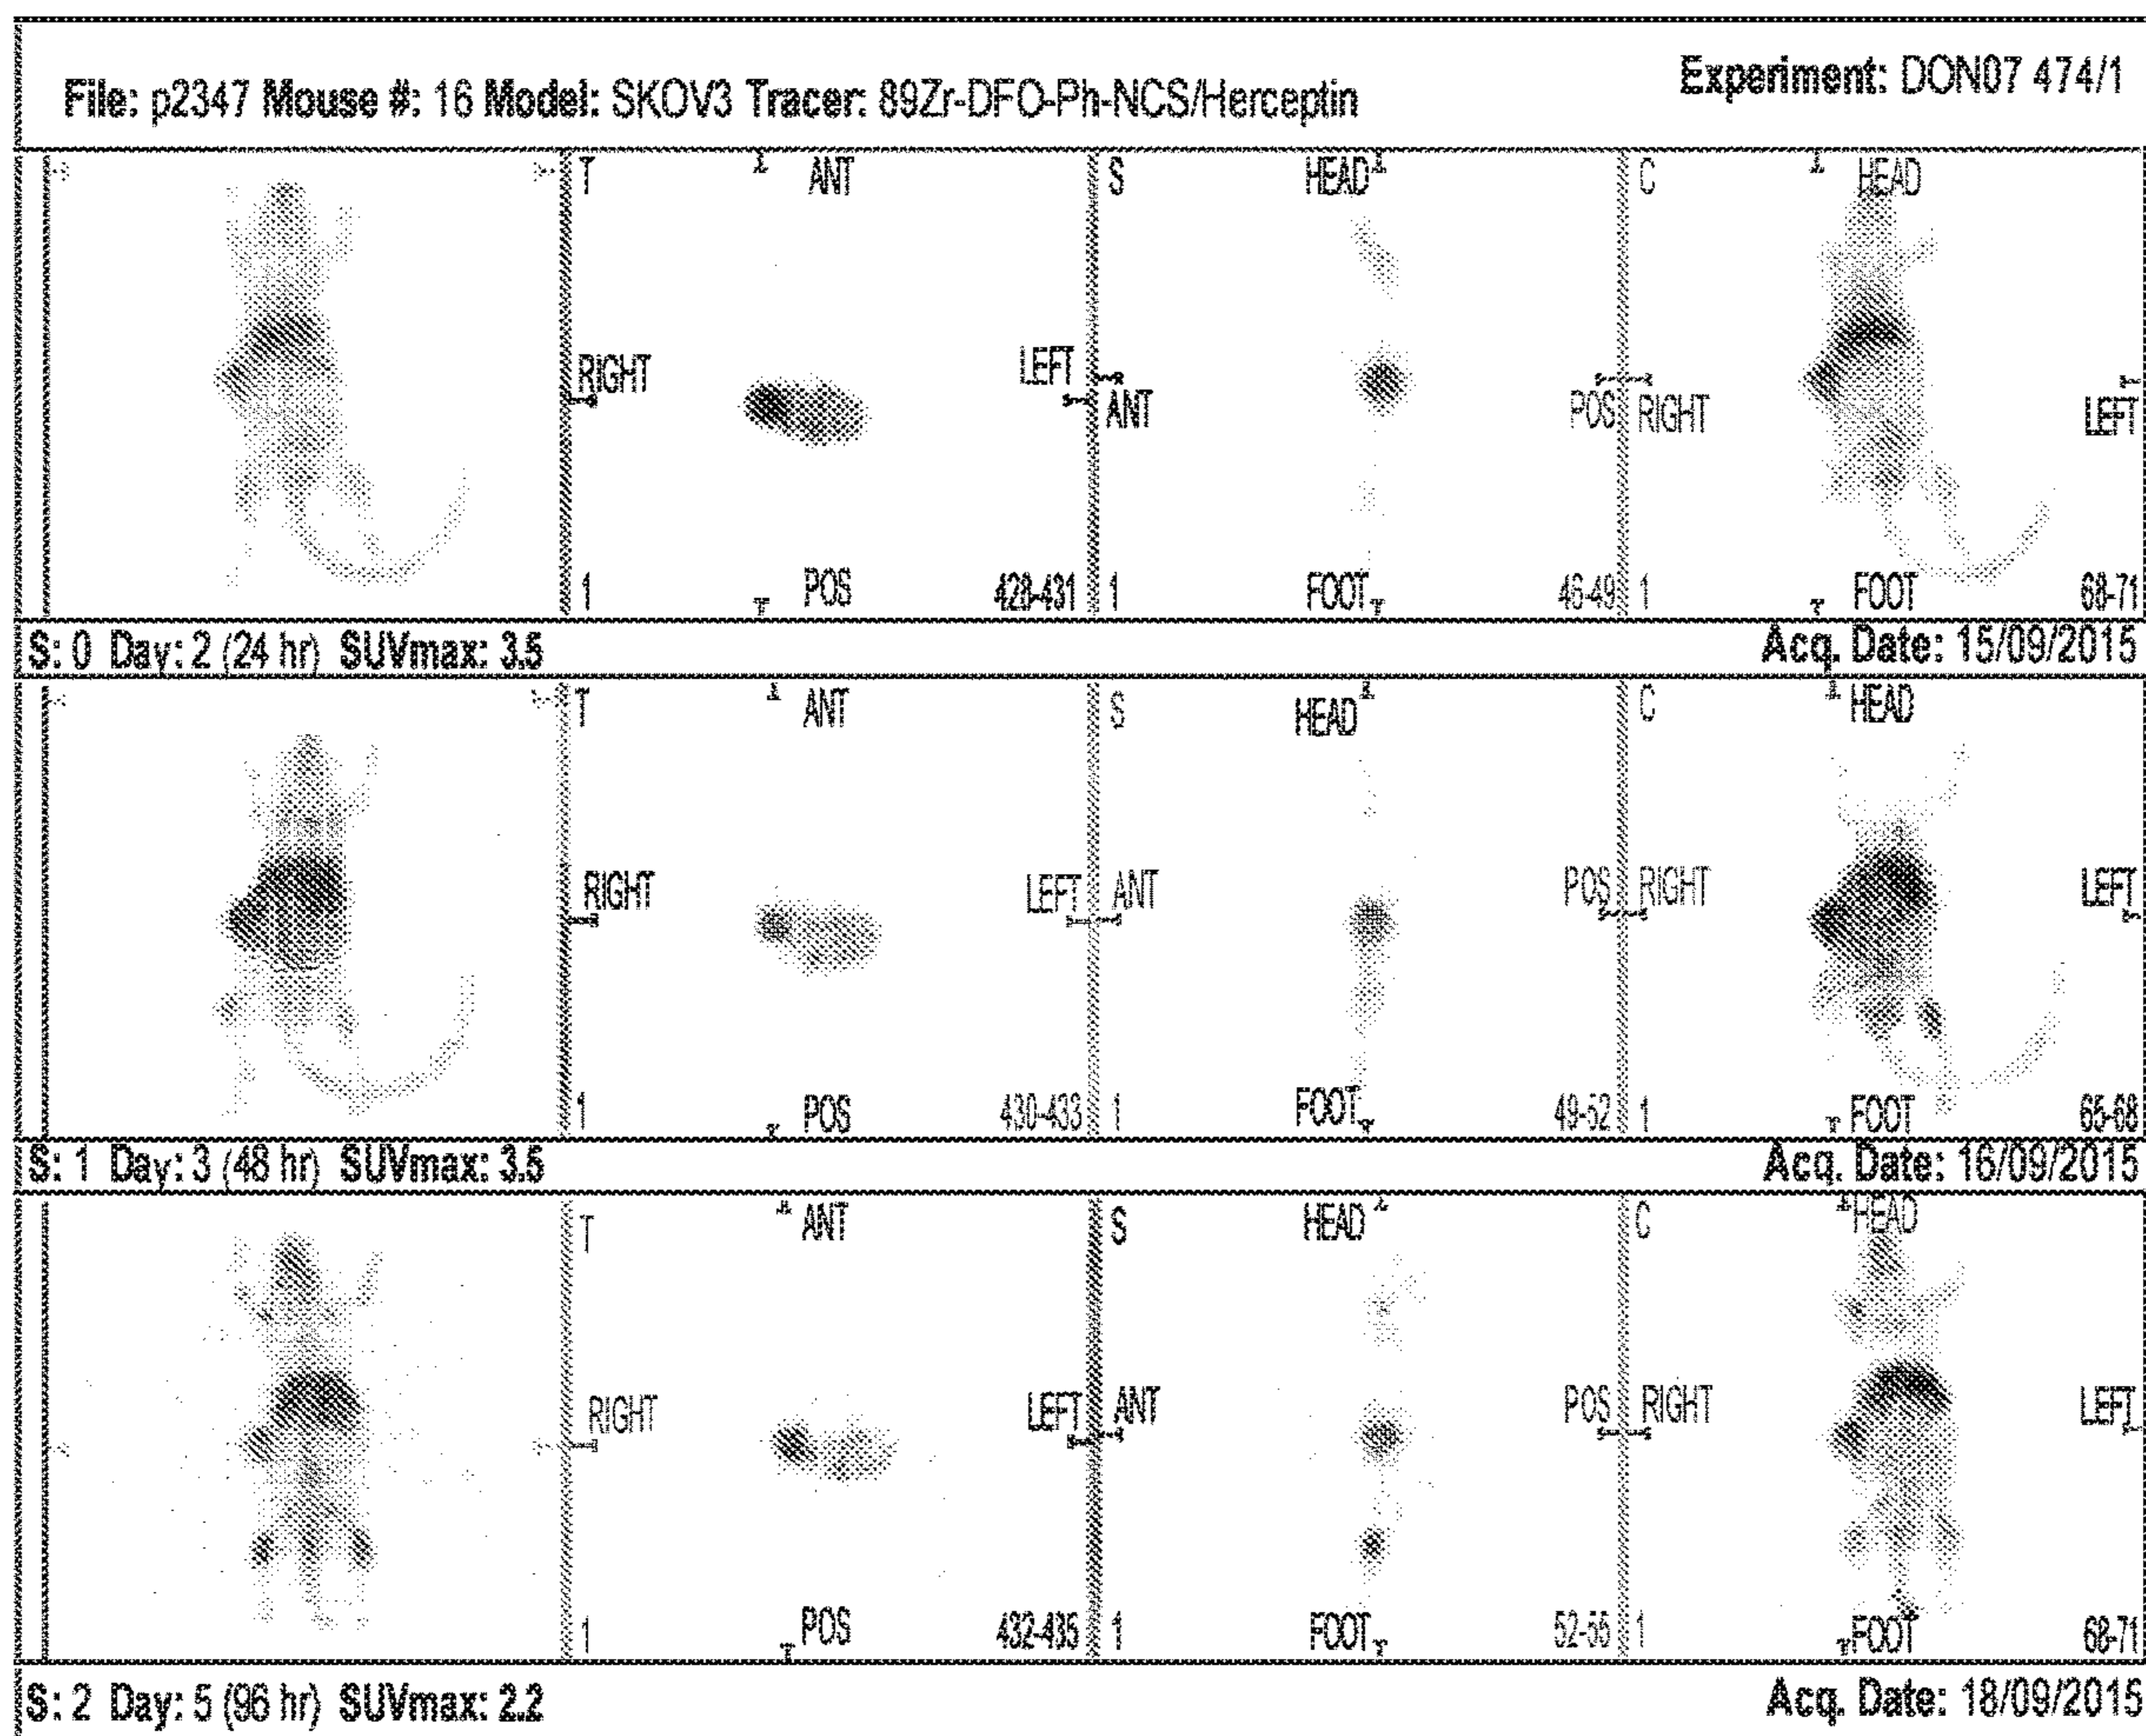 Experiment: DON07 474/1
File: p2347 Mouse #: 16 Model: SKOV3 Tracer: 89Zr-DFO-Ph-NCS/Herceptin
T ANT S HEAD C HEAD
RIGHT LEFT ANT POS RIGHT LEFT
1 POS 428-431 1 FOOT 46-49 1 FOOT 68-71
S: 0 Day: 2 (24 hr) SUVmax: 3.5 Acq. Date: 15/09/2015
T ANT S HEAD C HEAD
RIGHT LEFT ANT POS RIGHT LEFT
1 POS 430-433 1 FOOT 49-52 1 FOOT 65-68
S: 1 Day: 3 (48 hr) SUVmax: 3.5 Acq. Date: 16/09/2015
T ANT S HEAD C HEAD
RIGHT LEFT ANT POS RIGHT LEFT
1 POS 432-435 1 FOOT 52-55 1 FOOT 68-71
S: 2 Day: 5 (96 hr) SUVmax: 2.2 Acq. Date: 18/09/2015